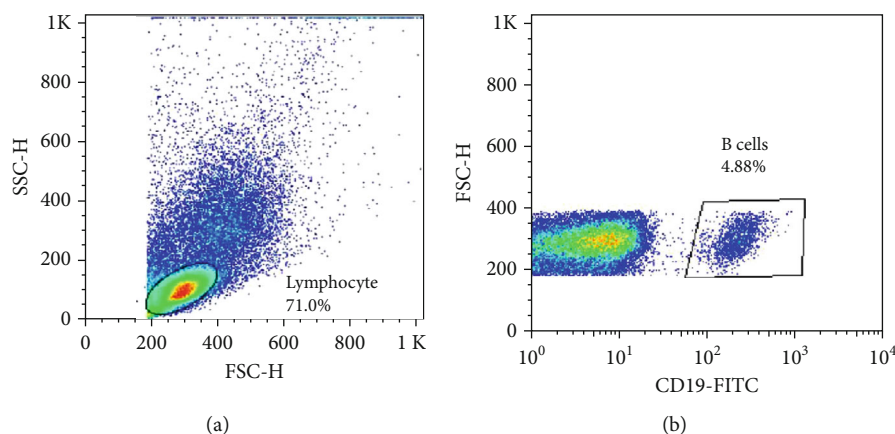 1K
800
600
400
200
0
SSC-H
Lymphocyte
71.0%
0 200 400 600 800 1 K
FSC-H
(a)
1K
800
600
400
200
0
FSC-H
B cells
4.88%
10⁰ 10¹ 10² 10³ 10⁴
CD19-FITC
(b)